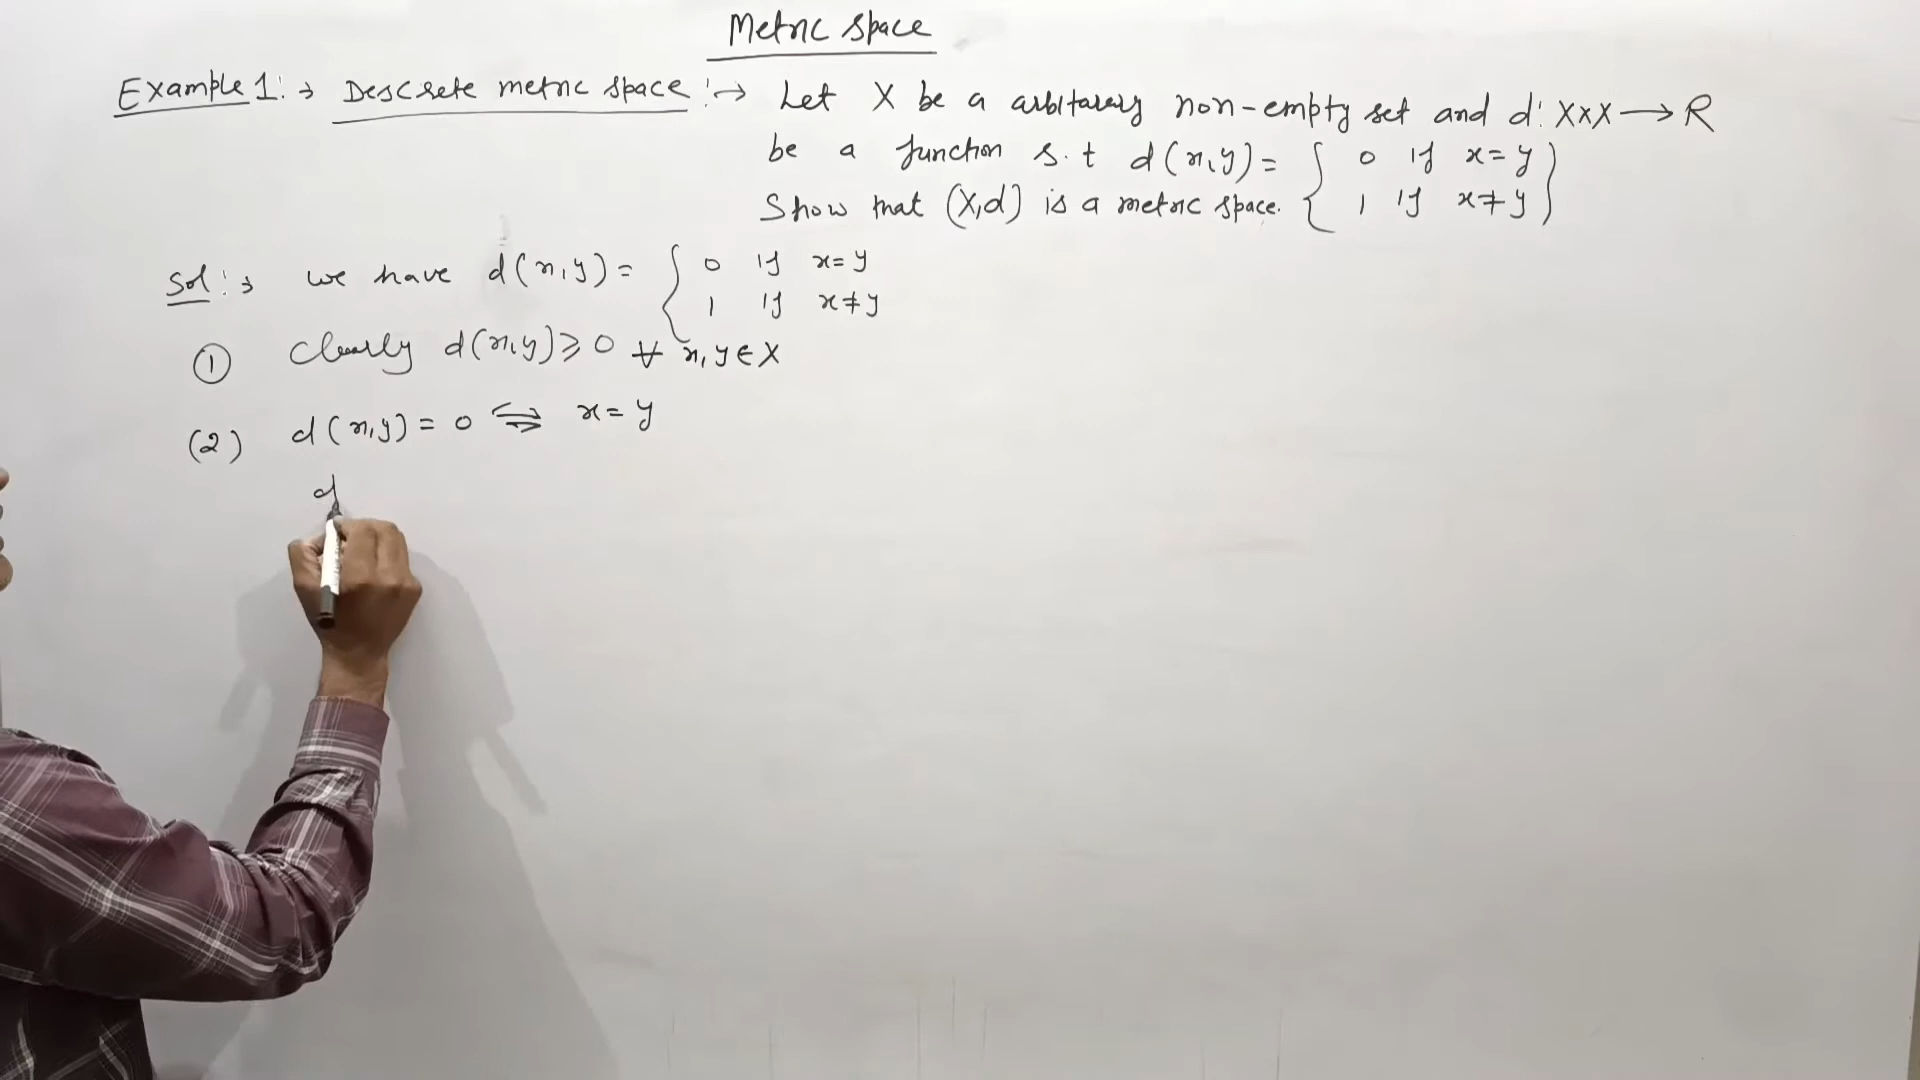 Metric space
Example 1:→ Descrete metric space :→ Let X be a arbitarary non-empty set and d: X×X → R
be a function s.t d(x,y) = { 0 if x=y
1 if x≠y }
Show that (X,d) is a metric space.
Sol:→ we have d(x,y) = { 0 if x=y
1 if x≠y
① Clearly d(x,y) ⩾ 0 ∀ x,y ∈ X
(2) d(x,y) = 0 ⇔ x = y
d